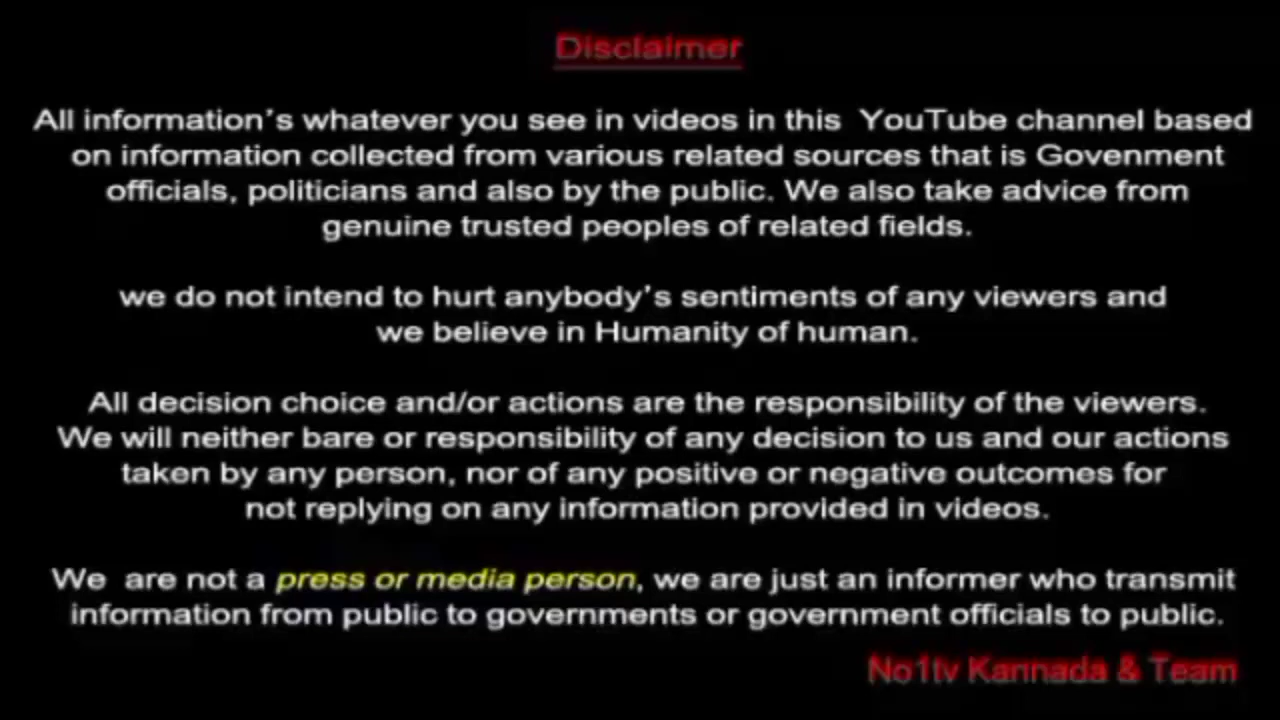 Disclaimer
All information's whatever you see in videos in this YouTube channel based
on information collected from various related sources that is Govenment
officials, politicians and also by the public. We also take advice from
genuine trusted peoples of related fields.
we do not intend to hurt anybody's sentiments of any viewers and
we believe in Humanity of human.
All decision choice and/or actions are the responsibility of the viewers.
We will neither bare or responsibility of any decision to us and our actions
taken by any person, nor of any positive or negative outcomes for
not replying on any information provided in videos.
We are not a press or media person, we are just an informer who transmit
information from public to governments or government officials to public.
No1tv Kannada & Team